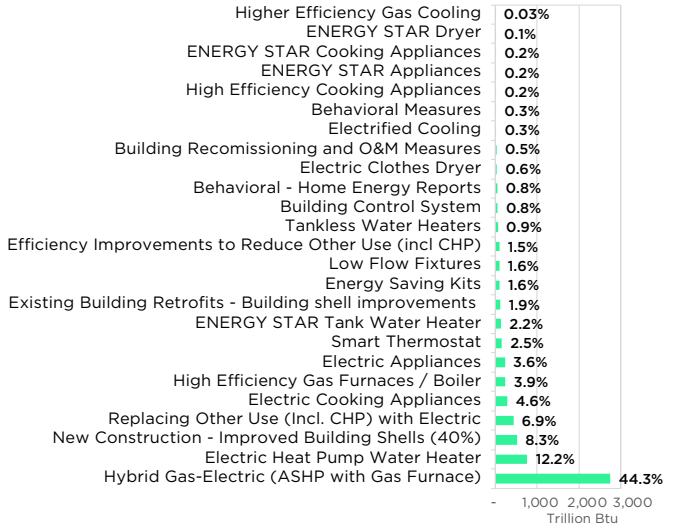 Higher Efficiency Gas Cooling 0.03%
ENERGY STAR Dryer 0.1%
ENERGY STAR Cooking Appliances 0.2%
ENERGY STAR Appliances 0.2%
High Efficiency Cooking Appliances 0.2%
Behavioral Measures 0.3%
Electrified Cooling 0.3%
Building Recomissioning and O&M Measures 0.5%
Electric Clothes Dryer 0.6%
Behavioral - Home Energy Reports 0.8%
Building Control System 0.8%
Tankless Water Heaters 0.9%
Efficiency Improvements to Reduce Other Use (incl CHP) 1.5%
Low Flow Fixtures 1.6%
Energy Saving Kits 1.6%
Existing Building Retrofits - Building shell improvements 1.9%
ENERGY STAR Tank Water Heater 2.2%
Smart Thermostat 2.5%
Electric Appliances 3.6%
High Efficiency Gas Furnaces / Boiler 3.9%
Electric Cooking Appliances 4.6%
Replacing Other Use (Incl. CHP) with Electric 6.9%
New Construction - Improved Building Shells (40%) 8.3%
Electric Heat Pump Water Heater 12.2%
Hybrid Gas-Electric (ASHP with Gas Furnace) 44.3%
- 1,000 2,000 3,000
Trillion Btu